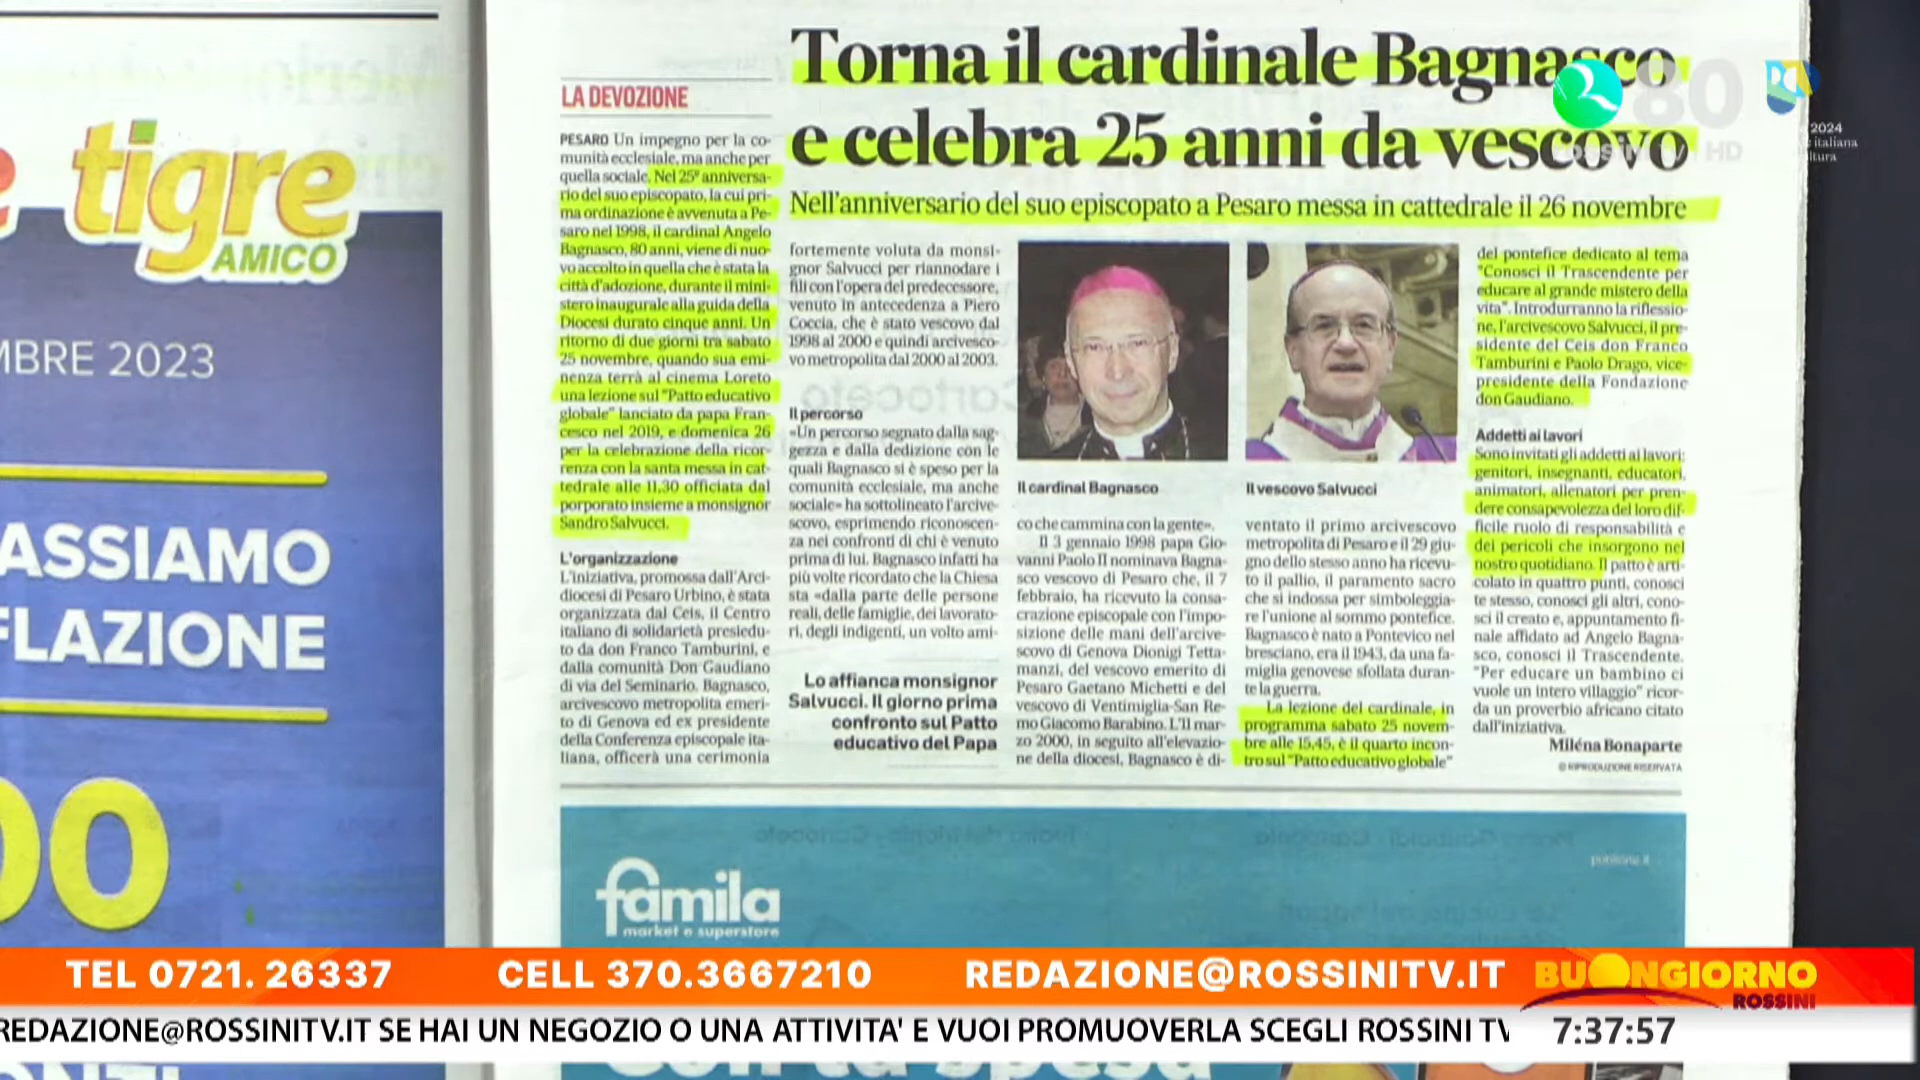 tigre
AMICO
MBRE 2023
ASSIAMO
FLAZIONE
00
LA DEVOZIONE
Torna il cardinale Bagnasco
e celebra 25 anni da vescovo
Nell'anniversario del suo episcopato a Pesaro messa in cattedrale il 26 novembre
PESARO Un impegno per la co-
munità ecclesiale, ma anche per
quella sociale. Nel 25° anniversa-
rio del suo episcopato, la cui pri-
ma ordinazione è avvenuta a Pe-
saro nel 1998, il cardinal Angelo
Bagnasco, 80 anni, viene di nuo-
vo accolto in quella che è stata la
città d'adozione, durante il mini-
stero inaugurale alla guida della
Diocesi durato cinque anni. Un
ritorno di due giorni tra sabato
25 novembre, quando sua emi-
nenza terrà al cinema Loreto
una lezione sul "Patto educativo
globale" lanciato da papa Fran-
cesco nel 2019, e domenica 26
per la celebrazione della ricor-
renza con la santa messa in cat-
tedrale alle 11,30 officiata dal
porporato insieme a monsignor
Sandro Salvucci.
L'organizzazione
L'iniziativa, promossa dall'Arci-
diocesi di Pesaro Urbino, è stata
organizzata dal Ceis, il Centro
italiano di solidarietà presiedu-
to da don Franco Tamburini, e
dalla comunità Don Gaudiano
di via del Seminario. Bagnasco,
arcivescovo metropolita emeri-
to di Genova ed ex presidente
della Conferenza episcopale ita-
liana, officerà una cerimonia
fortemente voluta da monsi-
gnor Salvucci per riannodare i
fili con l'opera del predecessore,
venuto in antecedenza a Piero
Coccia, che è stato vescovo dal
1998 al 2000 e quindi arcivesco-
vo metropolita dal 2000 al 2003.
Il percorso
«Un percorso segnato dalla sag-
gezza e dalla dedizione con le
quali Bagnasco si è speso per la
comunità ecclesiale, ma anche
sociale» ha sottolineato l'arcive-
scovo, esprimendo riconoscen-
za nei confronti di chi è venuto
prima di lui. Bagnasco infatti ha
più volte ricordato che la Chiesa
sta «dalla parte delle persone
reali, delle famiglie, dei lavorato-
ri, degli indigenti, un volto ami-
Lo affianca monsignor
Salvucci. Il giorno prima
confronto sul Patto
educativo del Papa
Il cardinal Bagnasco
co che cammina con la gente».
Il 3 gennaio 1998 papa Gio-
vanni Paolo II nominava Bagna-
sco vescovo di Pesaro che, il 7
febbraio, ha ricevuto la consa-
crazione episcopale con l'impo-
sizione delle mani dell'arcive-
scovo di Genova Dionigi Tetta-
manzi, del vescovo emerito di
Pesaro Gaetano Michetti e del
vescovo di Ventimiglia-San Re-
mo Giacomo Barabino. L'11 mar-
zo 2000, in seguito all'elevazio-
ne della diocesi, Bagnasco è di-
Il vescovo Salvucci
ventato il primo arcivescovo
metropolita di Pesaro e il 29 giu-
gno dello stesso anno ha ricevu-
to il pallio, il paramento sacro
che si indossa per simboleggia-
re l'unione al sommo pontefice.
Bagnasco è nato a Pontevico nel
bresciano, era il 1943, da una fa-
miglia genovese sfollata duran-
te la guerra.
La lezione del cardinale, in
programma sabato 25 novem-
bre alle 15,45, è il quarto incon-
tro sul "Patto educativo globale"
del pontefice dedicato al tema
"Conosci il Trascendente per
educare al grande mistero della
vita". Introdurranno la riflessio-
ne, l'arcivescovo Salvucci, il pre-
sidente del Ceis don Franco
Tamburini e Paolo Drago, vice-
presidente della Fondazione
don Gaudiano.
Addetti ai lavori
Sono invitati gli addetti ai lavori:
genitori, insegnanti, educatori,
animatori, allenatori per pren-
dere consapevolezza del loro dif-
ficile ruolo di responsabilità e
dei pericoli che insorgono nel
nostro quotidiano. Il patto è arti-
colato in quattro punti, conosci
te stesso, conosci gli altri, cono-
sci il creato e, appuntamento fi-
nale affidato ad Angelo Bagna-
sco, conosci il Trascendente.
"Per educare un bambino ci
vuole un intero villaggio" ricor-
da un proverbio africano citato
dall'iniziativa.
Miléna Bonaparte
© RIPRODUZIONE RISERVATA
80
ROSSINI TV HD
2024
italiana
ltura
famila
market e superstore
TEL 0721. 26337
CELL 370.3667210
REDAZIONE@ROSSINITV.IT
BUONGIORNO
ROSSINI
REDAZIONE@ROSSINITV.IT SE HAI UN NEGOZIO O UNA ATTIVITA' E VUOI PROMUOVERLA SCEGLI ROSSINI TV
7:37:57